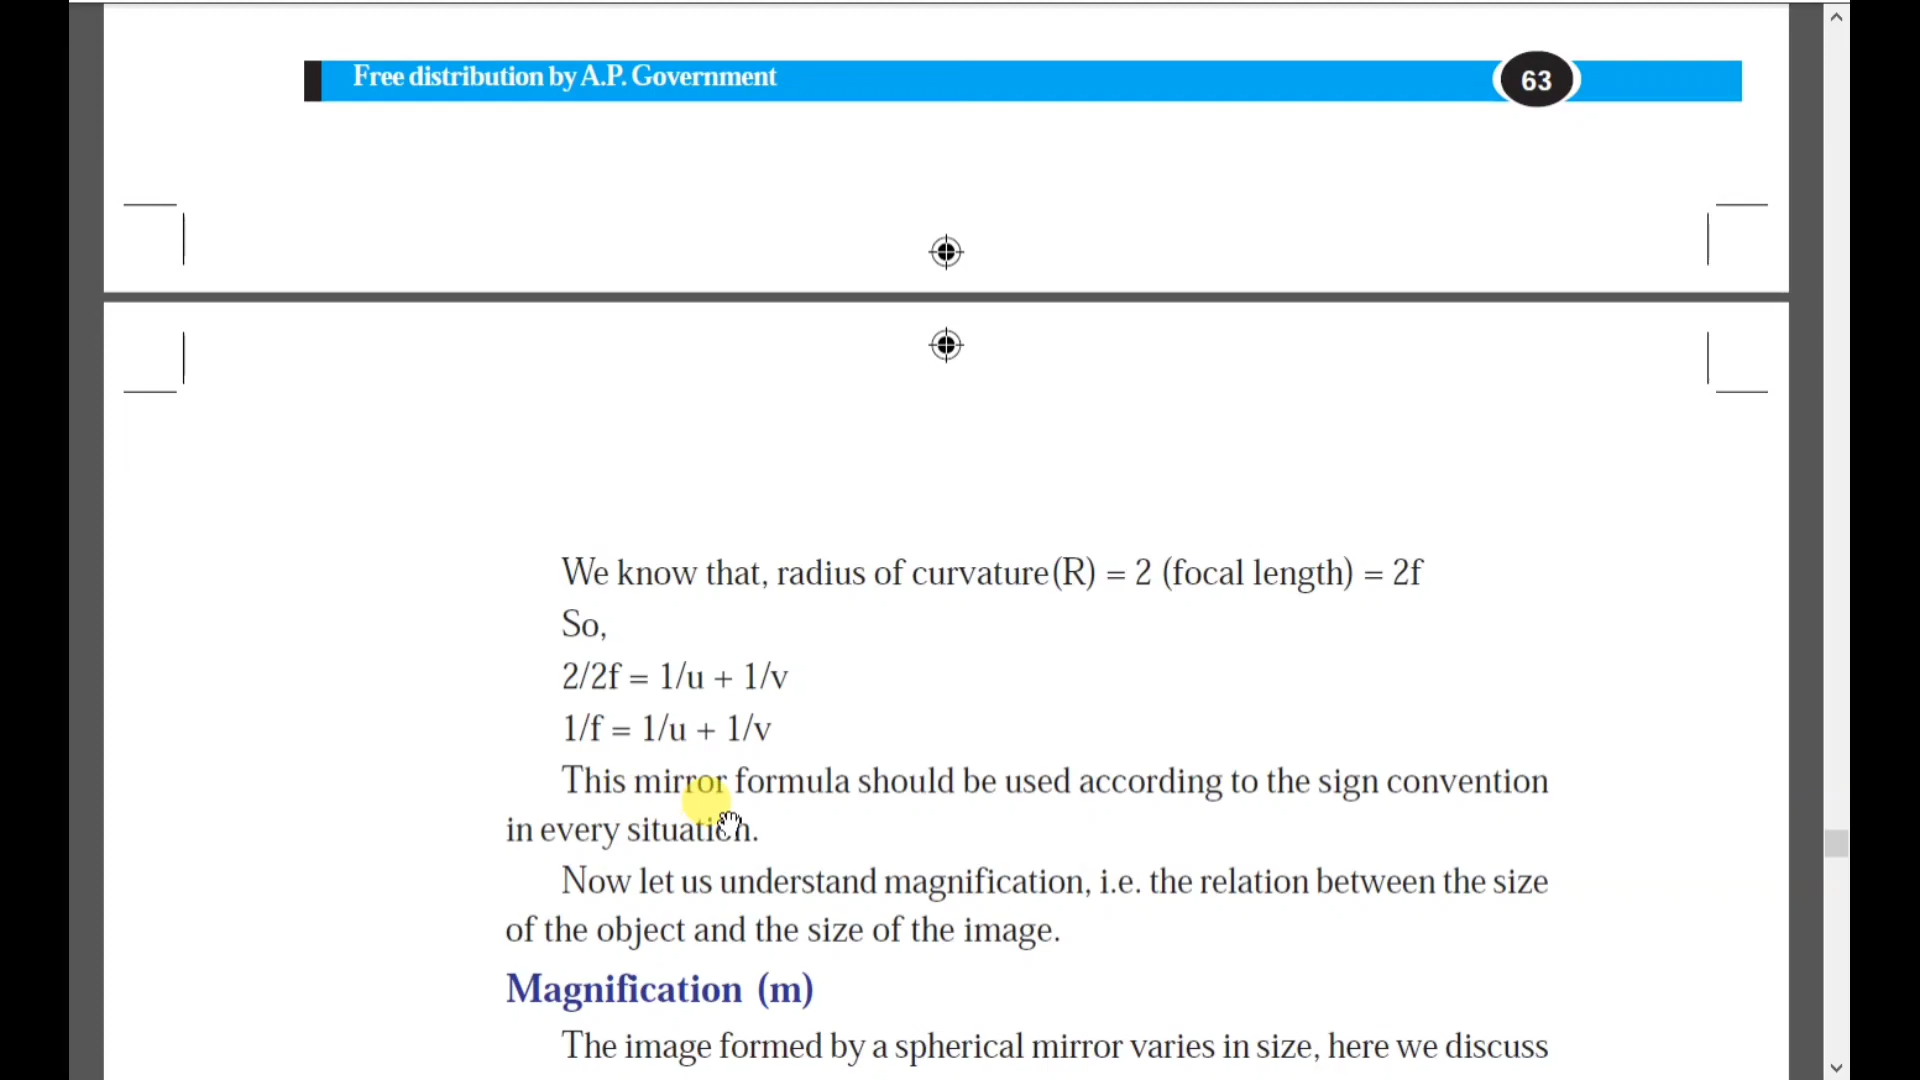 Free distribution by A.P. Government
63
We know that, radius of curvature(R) = 2 (focal length) = 2f
So,
2/2f = 1/u + 1/v
1/f = 1/u + 1/v
This mirror formula should be used according to the sign convention
in every situation.
Now let us understand magnification, i.e. the relation between the size
of the object and the size of the image.
Magnification (m)
The image formed by a spherical mirror varies in size, here we discuss